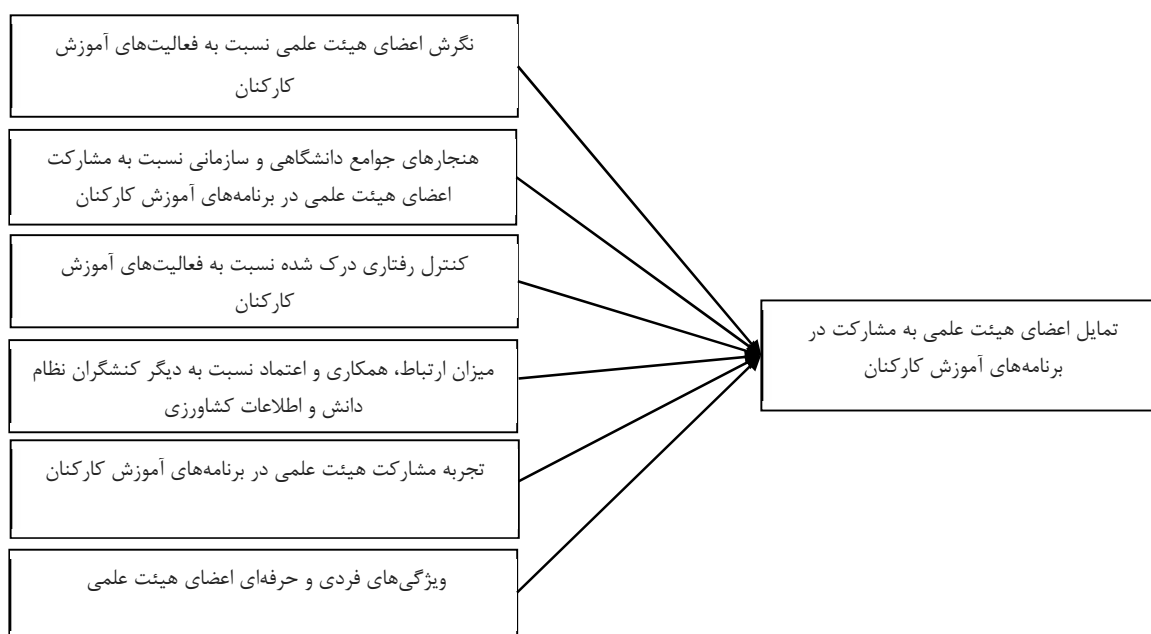 نگرش اعضای هیئت علمی نسبت به فعالیت‌های آموزش
کارکنان
هنجارهای جوامع دانشگاهی و سازمانی نسبت به مشارکت
اعضای هیئت علمی در برنامه‌های آموزش کارکنان
کنترل رفتاری درک شده نسبت به فعالیت‌های آموزش
کارکنان
میزان ارتباط، همکاری و اعتماد نسبت به دیگر کنشگران نظام
دانش و اطلاعات کشاورزی
تجربه مشارکت هیئت علمی در برنامه‌های آموزش کارکنان
ویژگی‌های فردی و حرفه‌ای اعضای هیئت علمی
تمایل اعضای هیئت علمی به مشارکت در
برنامه‌های آموزش کارکنان